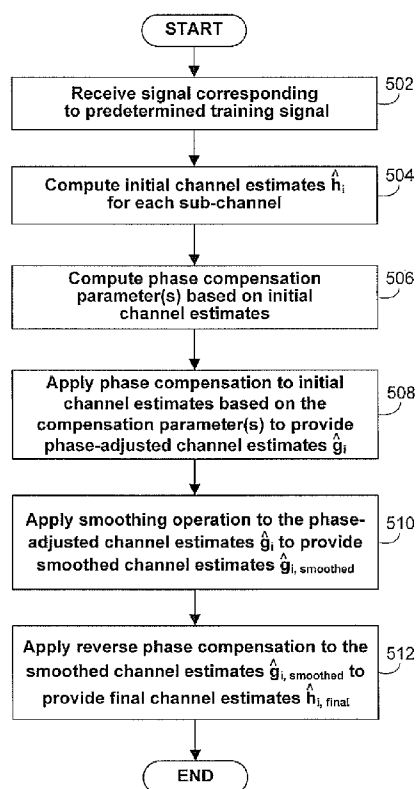 START
502
Receive signal corresponding
to predetermined training signal
504
Compute initial channel estimates ĥi
for each sub-channel
506
Compute phase compensation
parameter(s) based on initial
channel estimates
508
Apply phase compensation to initial
channel estimates based on the
compensation parameter(s) to provide
phase-adjusted channel estimates ĝi
510
Apply smoothing operation to the phase-
adjusted channel estimates ĝi to provide
smoothed channel estimates ĝi, smoothed
512
Apply reverse phase compensation to the
smoothed channel estimates ĝi, smoothed to
provide final channel estimates ĥi, final
END